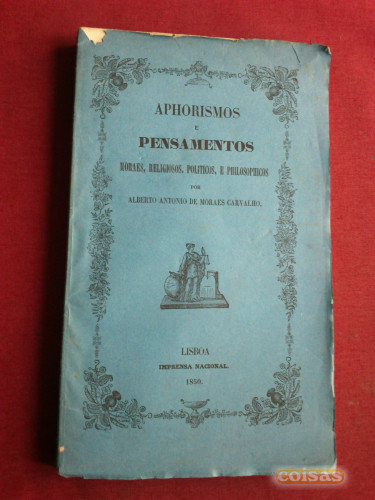 APHORISMOS
E
PENSAMENTOS
MORAES, RELIGIOSOS, POLITICOS, E PHILOSOPHICOS
POR
ALBERTO ANTONIO DE MORAES CARVALHO.
LISBOA
IMPRENSA NACIONAL.
1850.
coisas